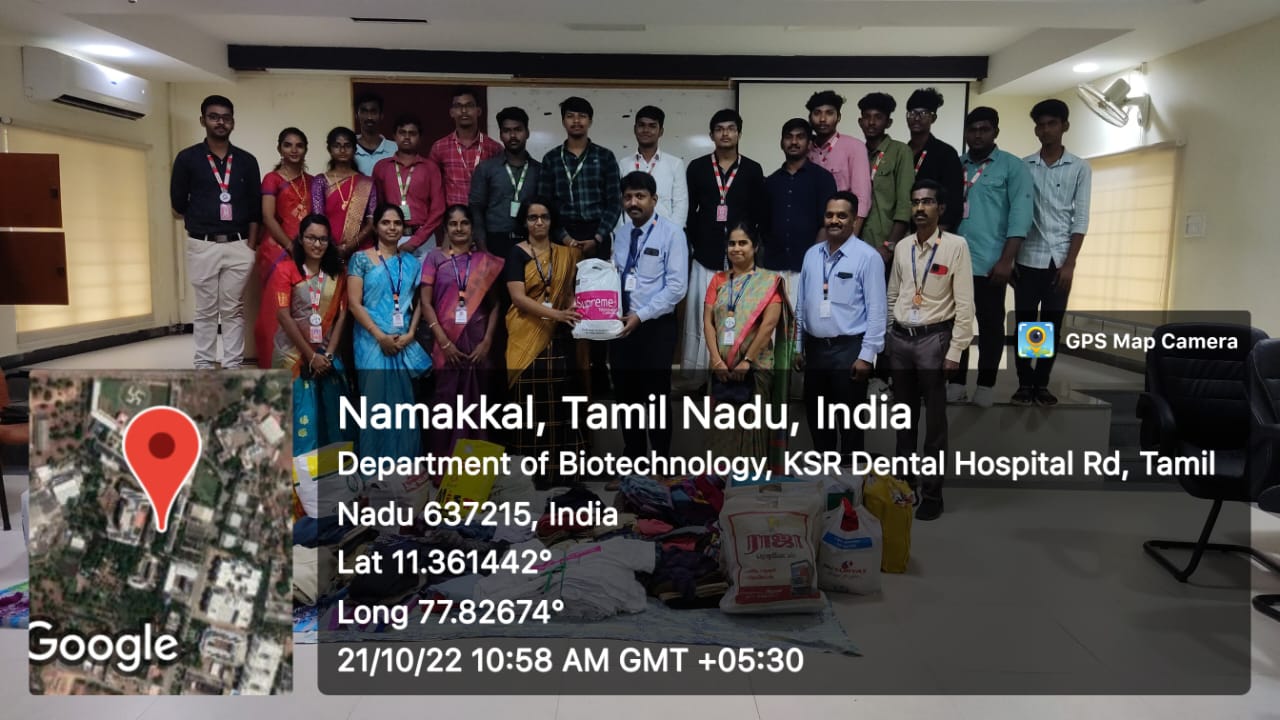 Supreme
GPS Map Camera
Namakkal, Tamil Nadu, India
Department of Biotechnology, KSR Dental Hospital Rd, Tamil
Nadu 637215, India
Lat 11.361442°
Long 77.82674°
21/10/22 10:58 AM GMT +05:30
Google
ராஜா